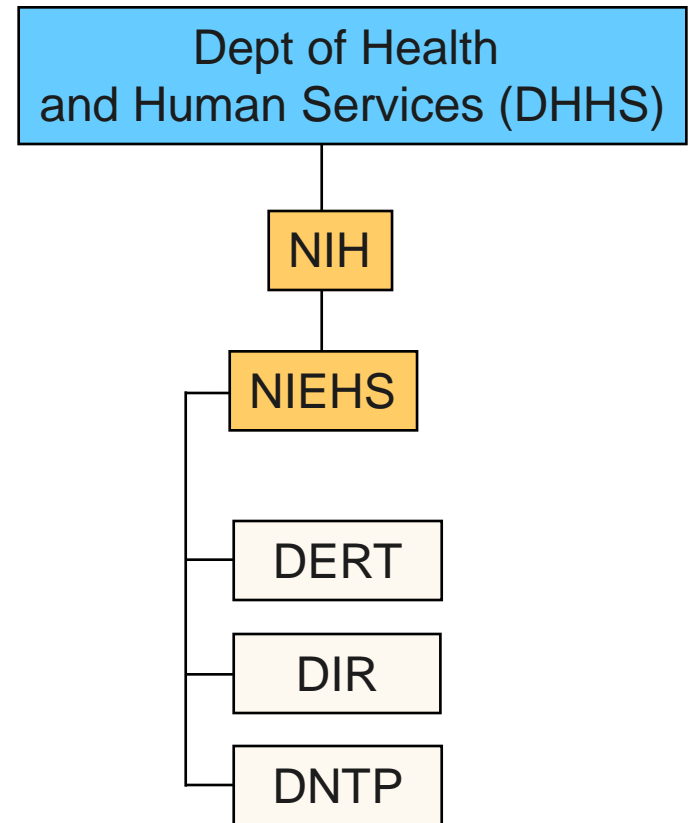 Dept of Health
and Human Services (DHHS)
NIH
NIEHS
DERT
DIR
DNTP